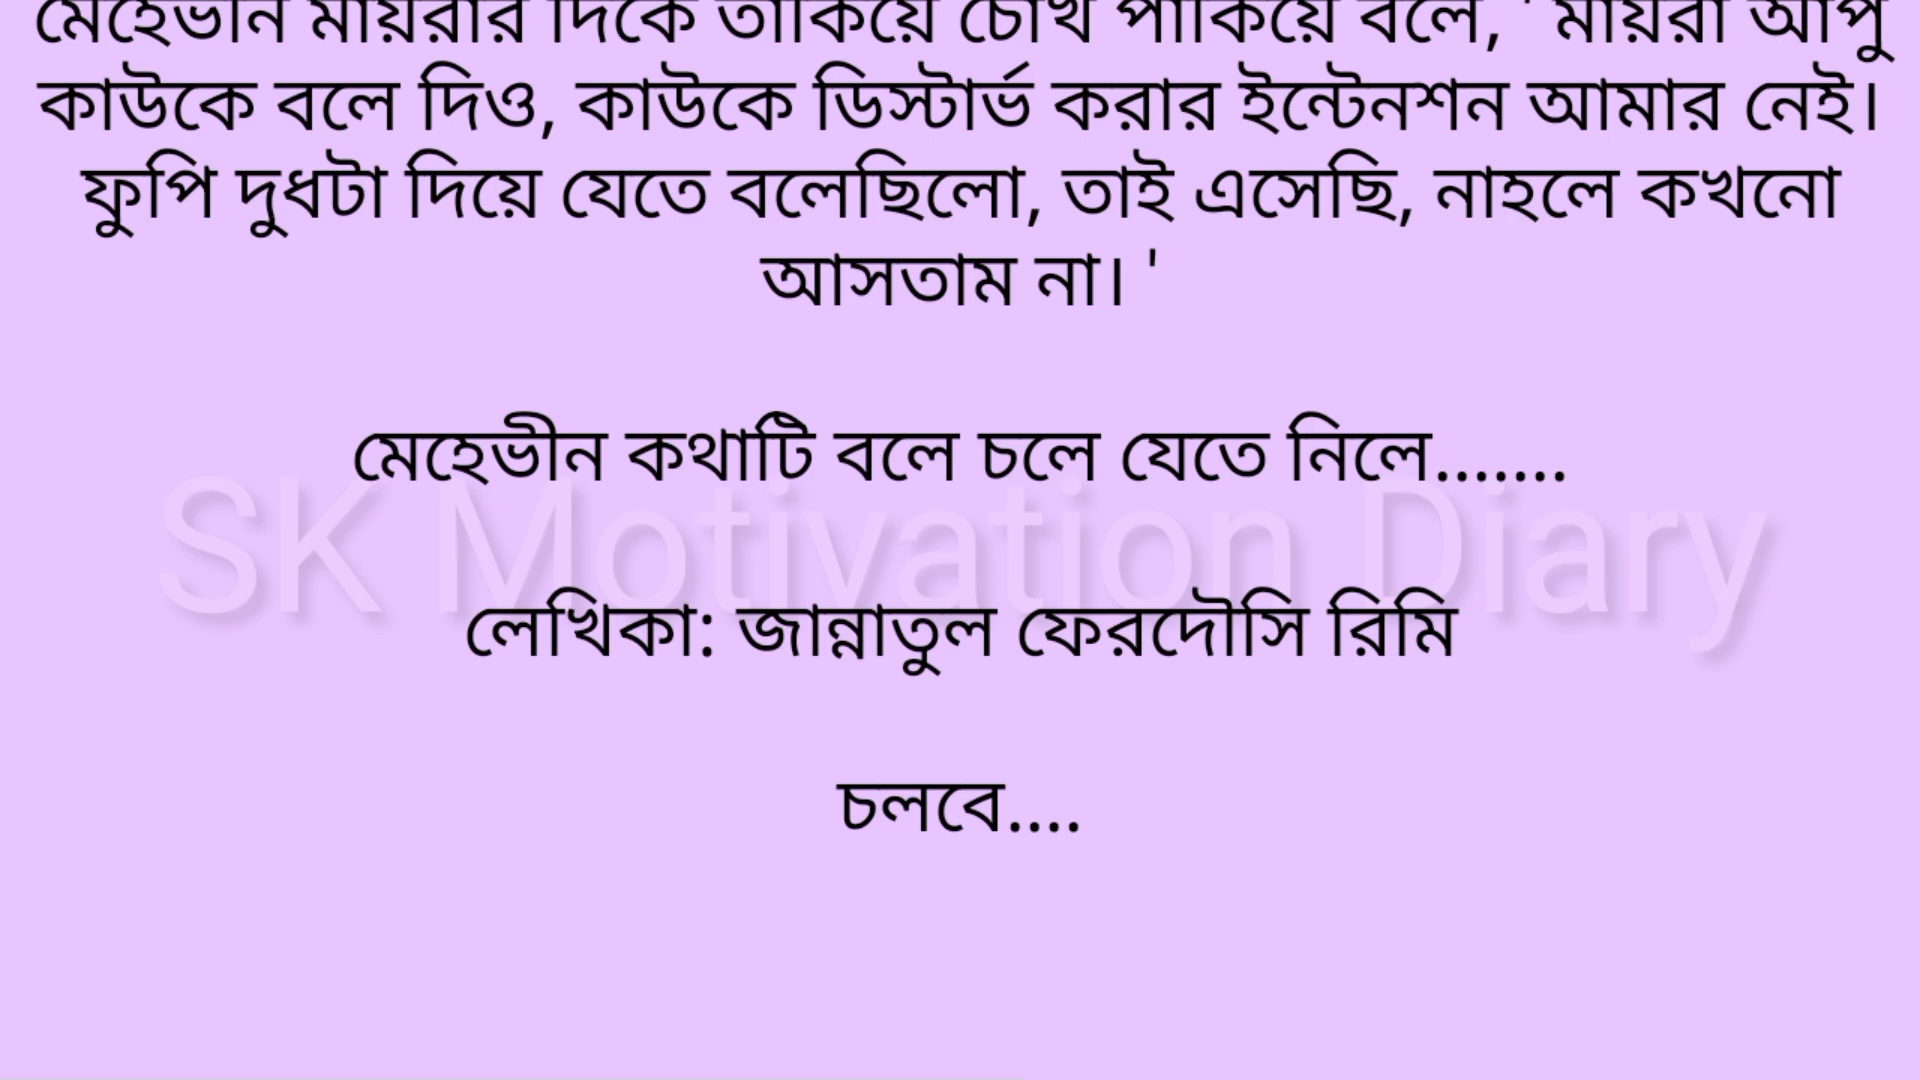 মেহেভীন মায়রার দিকে তাকিয়ে চোখ পাকিয়ে বলে, ' মায়রা আপু
কাউকে বলে দিও, কাউকে ডিস্টার্ভ করার ইন্টেনশন আমার নেই।
ফুপি দুধটা দিয়ে যেতে বলেছিলো, তাই এসেছি, নাহলে কখনো
আসতাম না। '
মেহেভীন কথাটি বলে চলে যেতে নিলে.......
SK Motivation Diary
লেখিকা: জান্নাতুল ফেরদৌসি রিমি
চলবে....